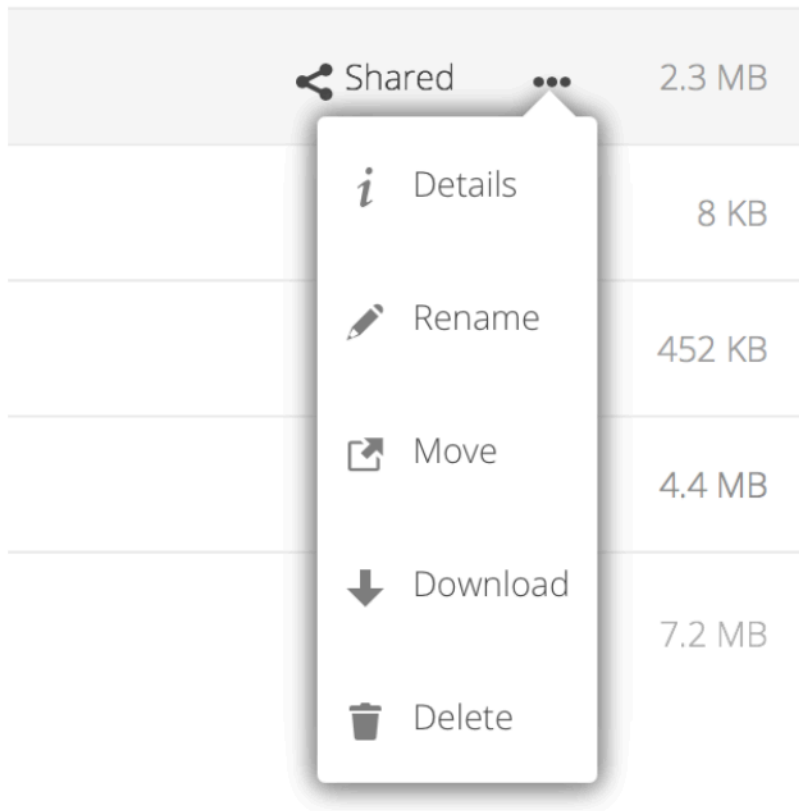 Shared ••• 2.3 MB
Details
8 KB
Rename
452 KB
Move
4.4 MB
Download
7.2 MB
Delete